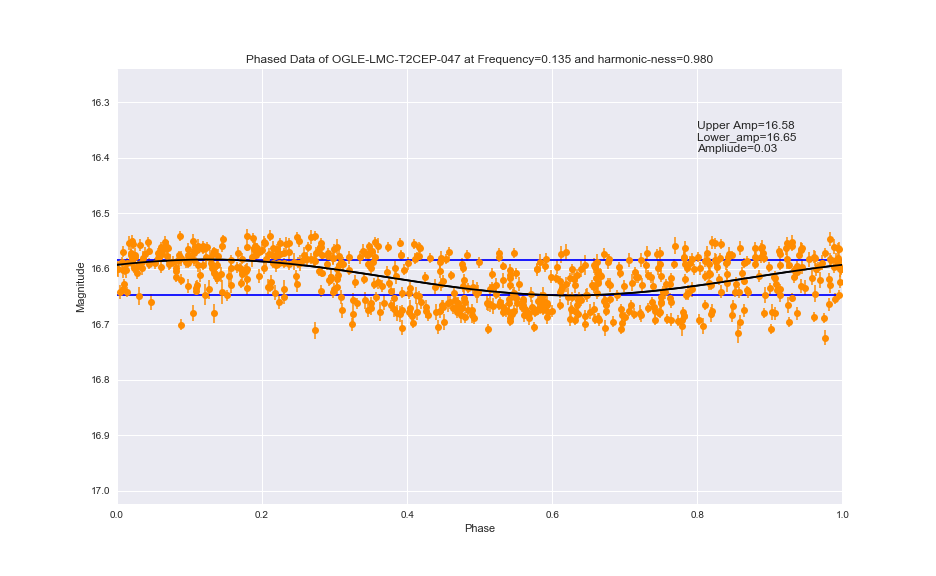 Phased Data of OGLE-LMC-T2CEP-047 at Frequency=0.135 and harmonic-ness=0.980
Upper Amp=16.58
Lower_amp=16.65
Ampliude=0.03
16.3
16.4
16.5
16.6
16.7
16.8
16.9
17.0
Magnitude
0.0 0.2 0.4 0.6 0.8 1.0
Phase